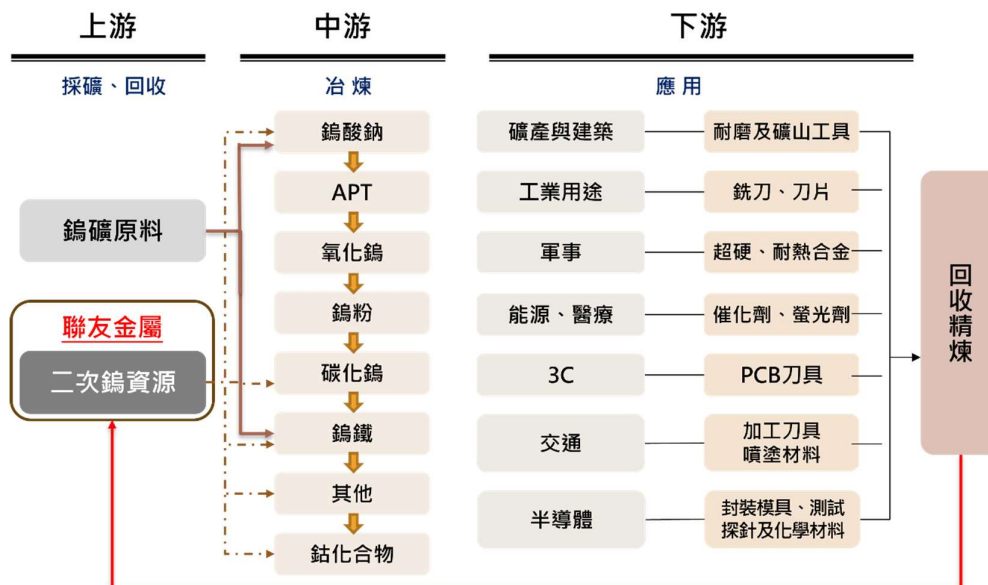 上游
中游
下游
採礦、回收
冶煉
應用
鎢礦原料
聯友金屬
二次鎢資源
鎢酸鈉
APT
氧化鎢
鎢粉
碳化鎢
鎢鐵
其他
鈷化合物
礦產與建築
耐磨及礦山工具
工業用途
銑刀、刀片
軍事
超硬、耐熱合金
能源、醫療
催化劑、螢光劑
3C
PCB刀具
交通
加工刀具
噴塗材料
半導體
封裝模具、測試
探針及化學材料
回收精煉